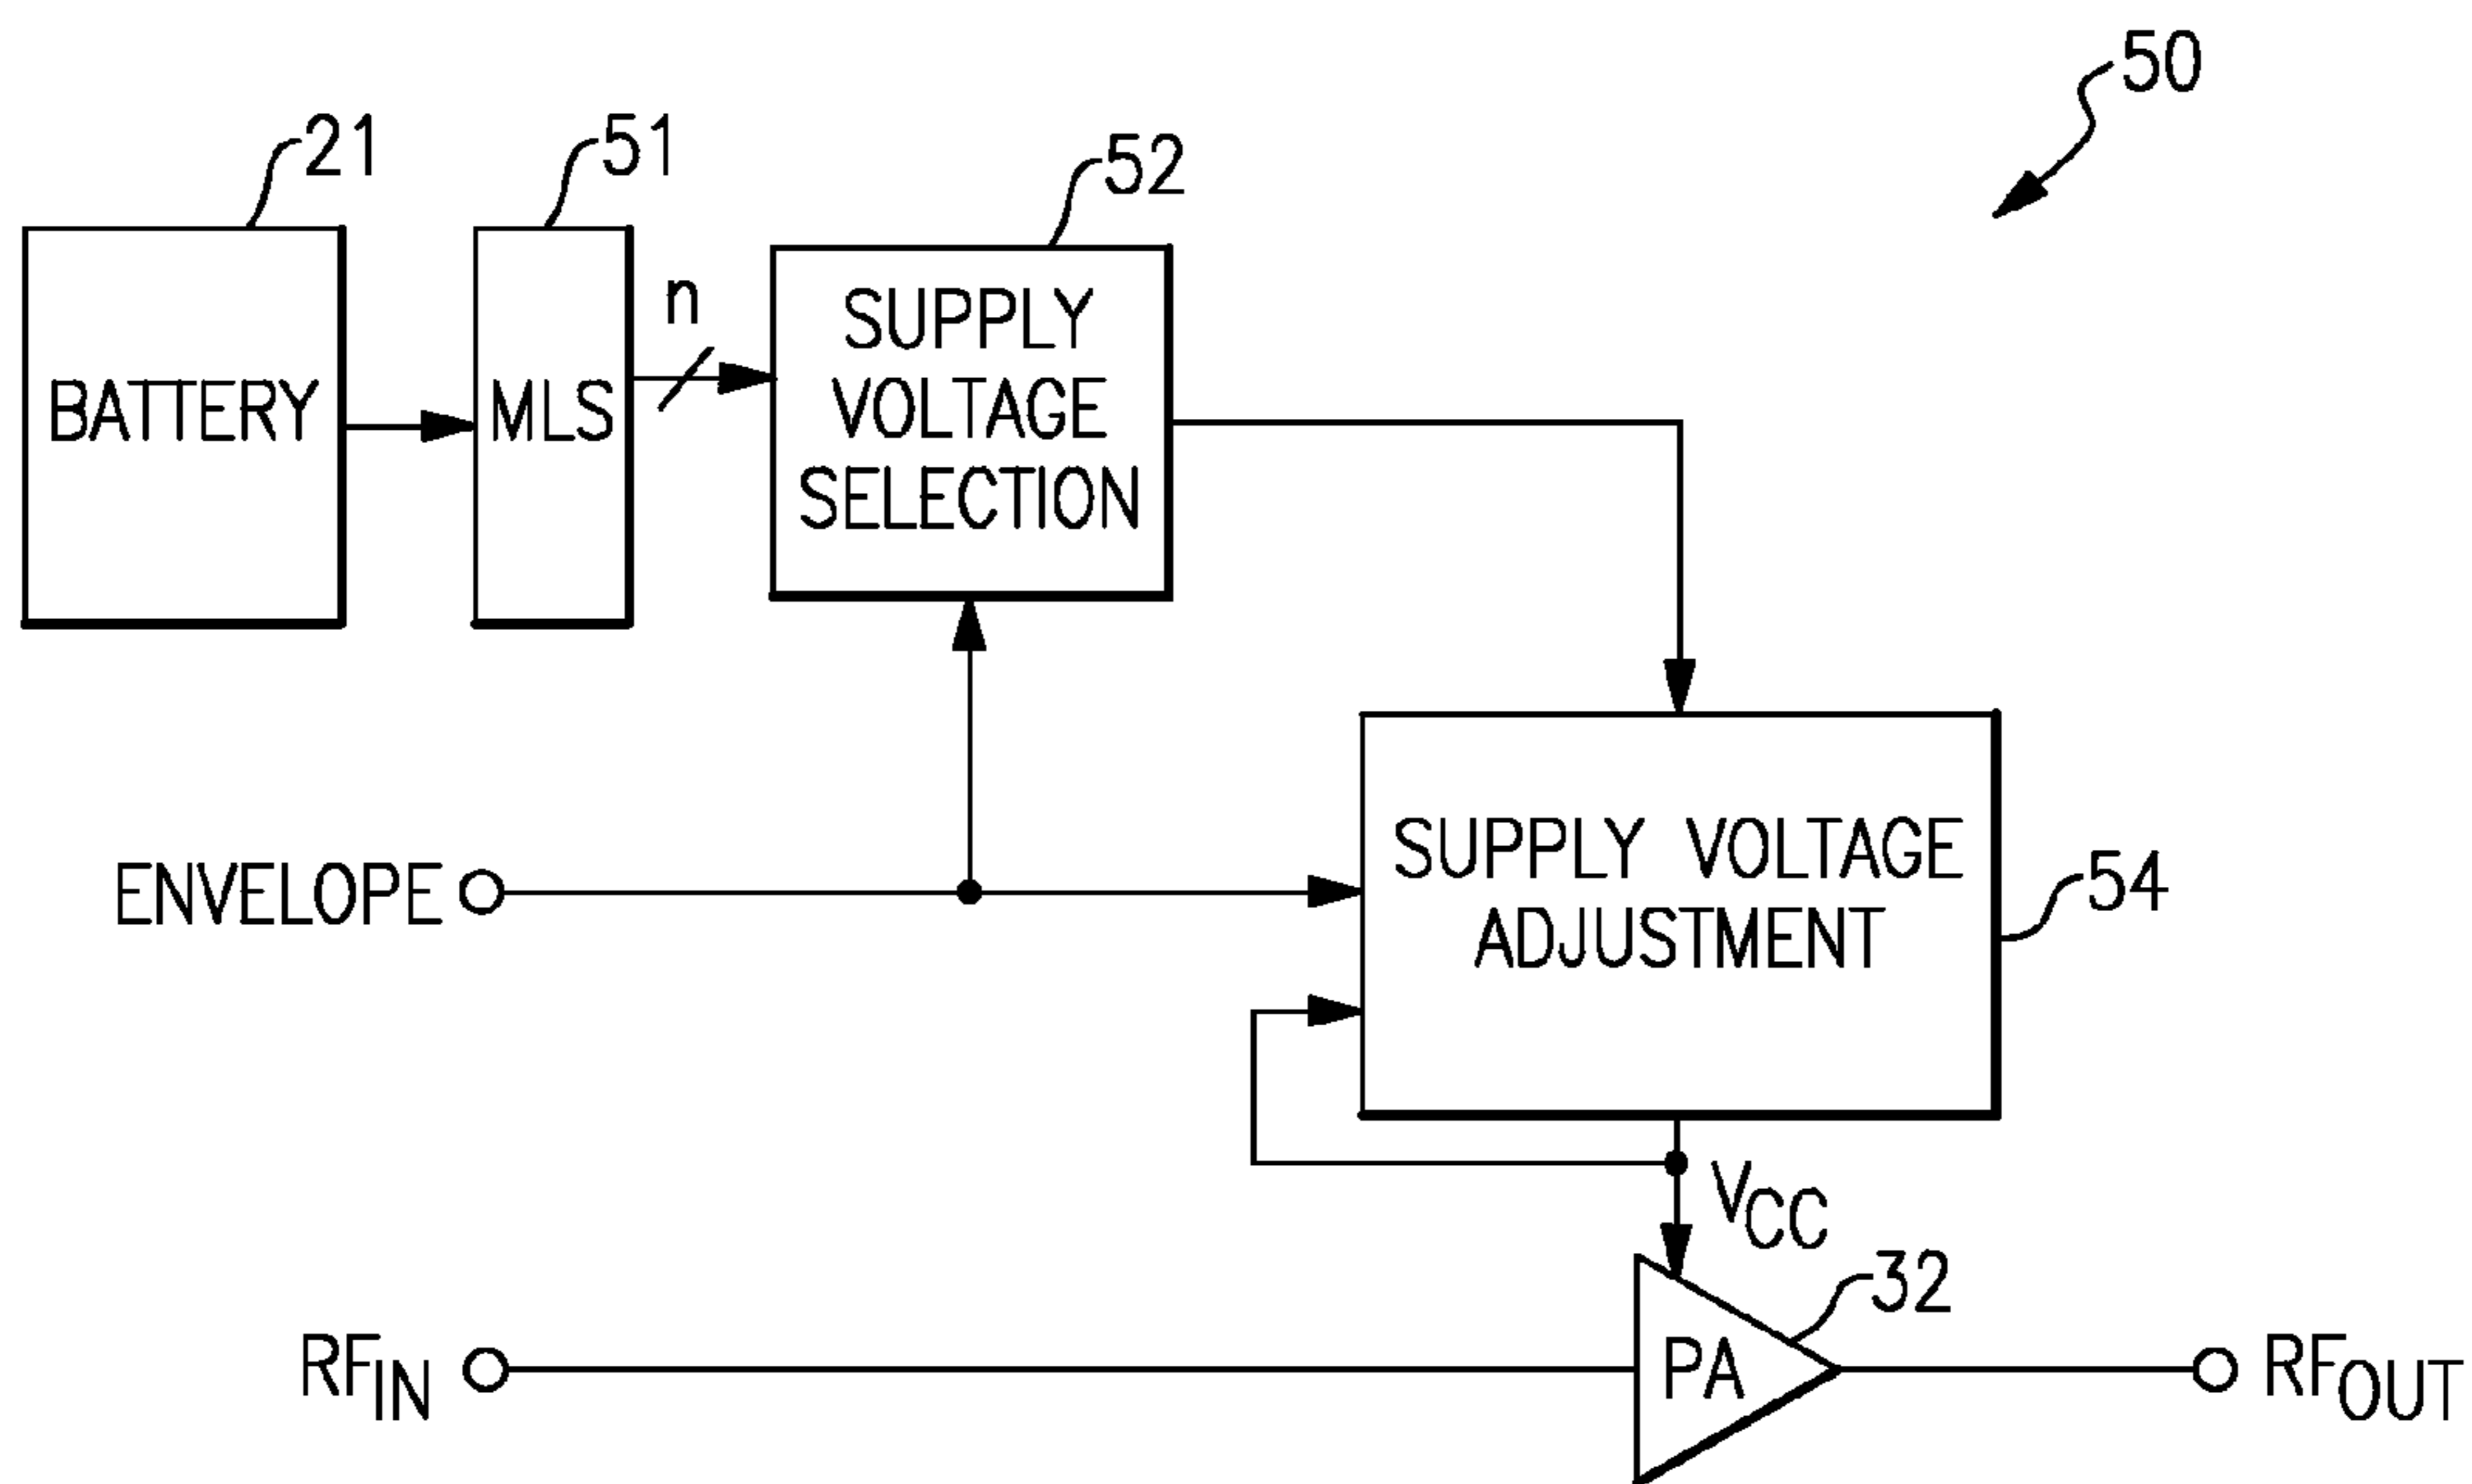 50
21
51
52
n
BATTERY
MLS
SUPPLY
VOLTAGE
SELECTION
ENVELOPE
SUPPLY VOLTAGE
ADJUSTMENT
54
VCC
32
PA
RFIN
RFOUT